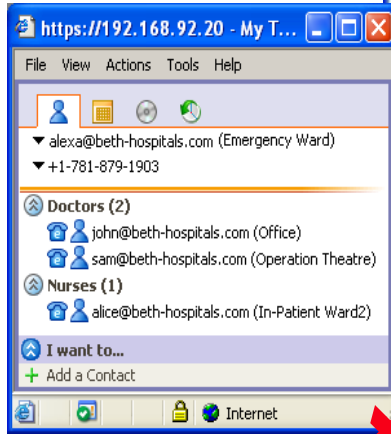 https://192.168.92.20 - My T...
File View Actions Tools Help
alexa@beth-hospitals.com (Emergency Ward)
+1-781-879-1903
Doctors (2)
john@beth-hospitals.com (Office)
sam@beth-hospitals.com (Operation Theatre)
Nurses (1)
alice@beth-hospitals.com (In-Patient Ward2)
I want to...
Add a Contact
Internet